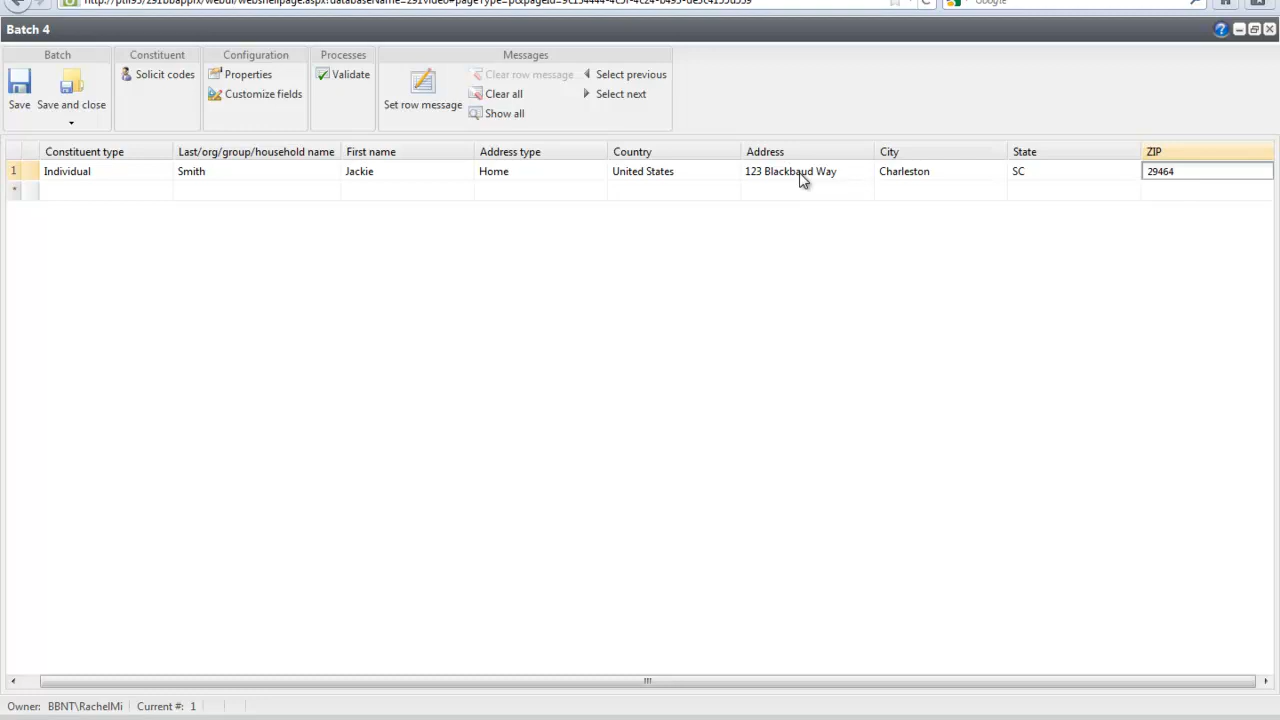 Google
Batch 4
Batch Constituent Configuration Processes Messages
Save Save and close Solicit codes Properties Customize fields Validate Set row message Clear row message Clear all Show all Select previous Select next
Constituent type Last/org/group/household name First name Address type Country Address City State ZIP
1 Individual Smith Jackie Home United States 123 Blackbaud Way Charleston SC 29464
*
Owner: BBNT\RachelMi Current #: 1